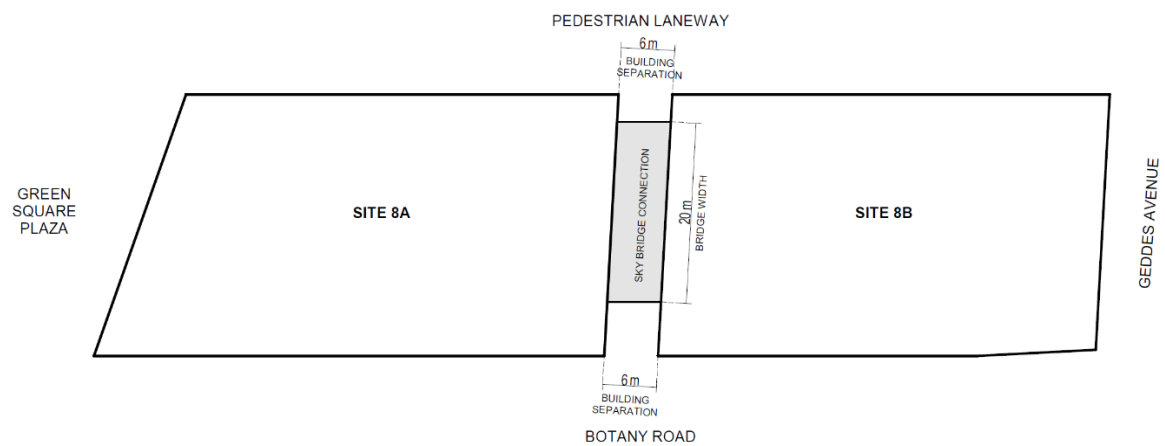 PEDESTRIAN LANEWAY
6m
BUILDING
SEPARATION
GREEN
SQUARE
PLAZA
SITE 8A
SKY BRIDGE CONNECTION
20m
BRIDGE WIDTH
SITE 8B
GEDDES AVENUE
6m
BUILDING
SEPARATION
BOTANY ROAD